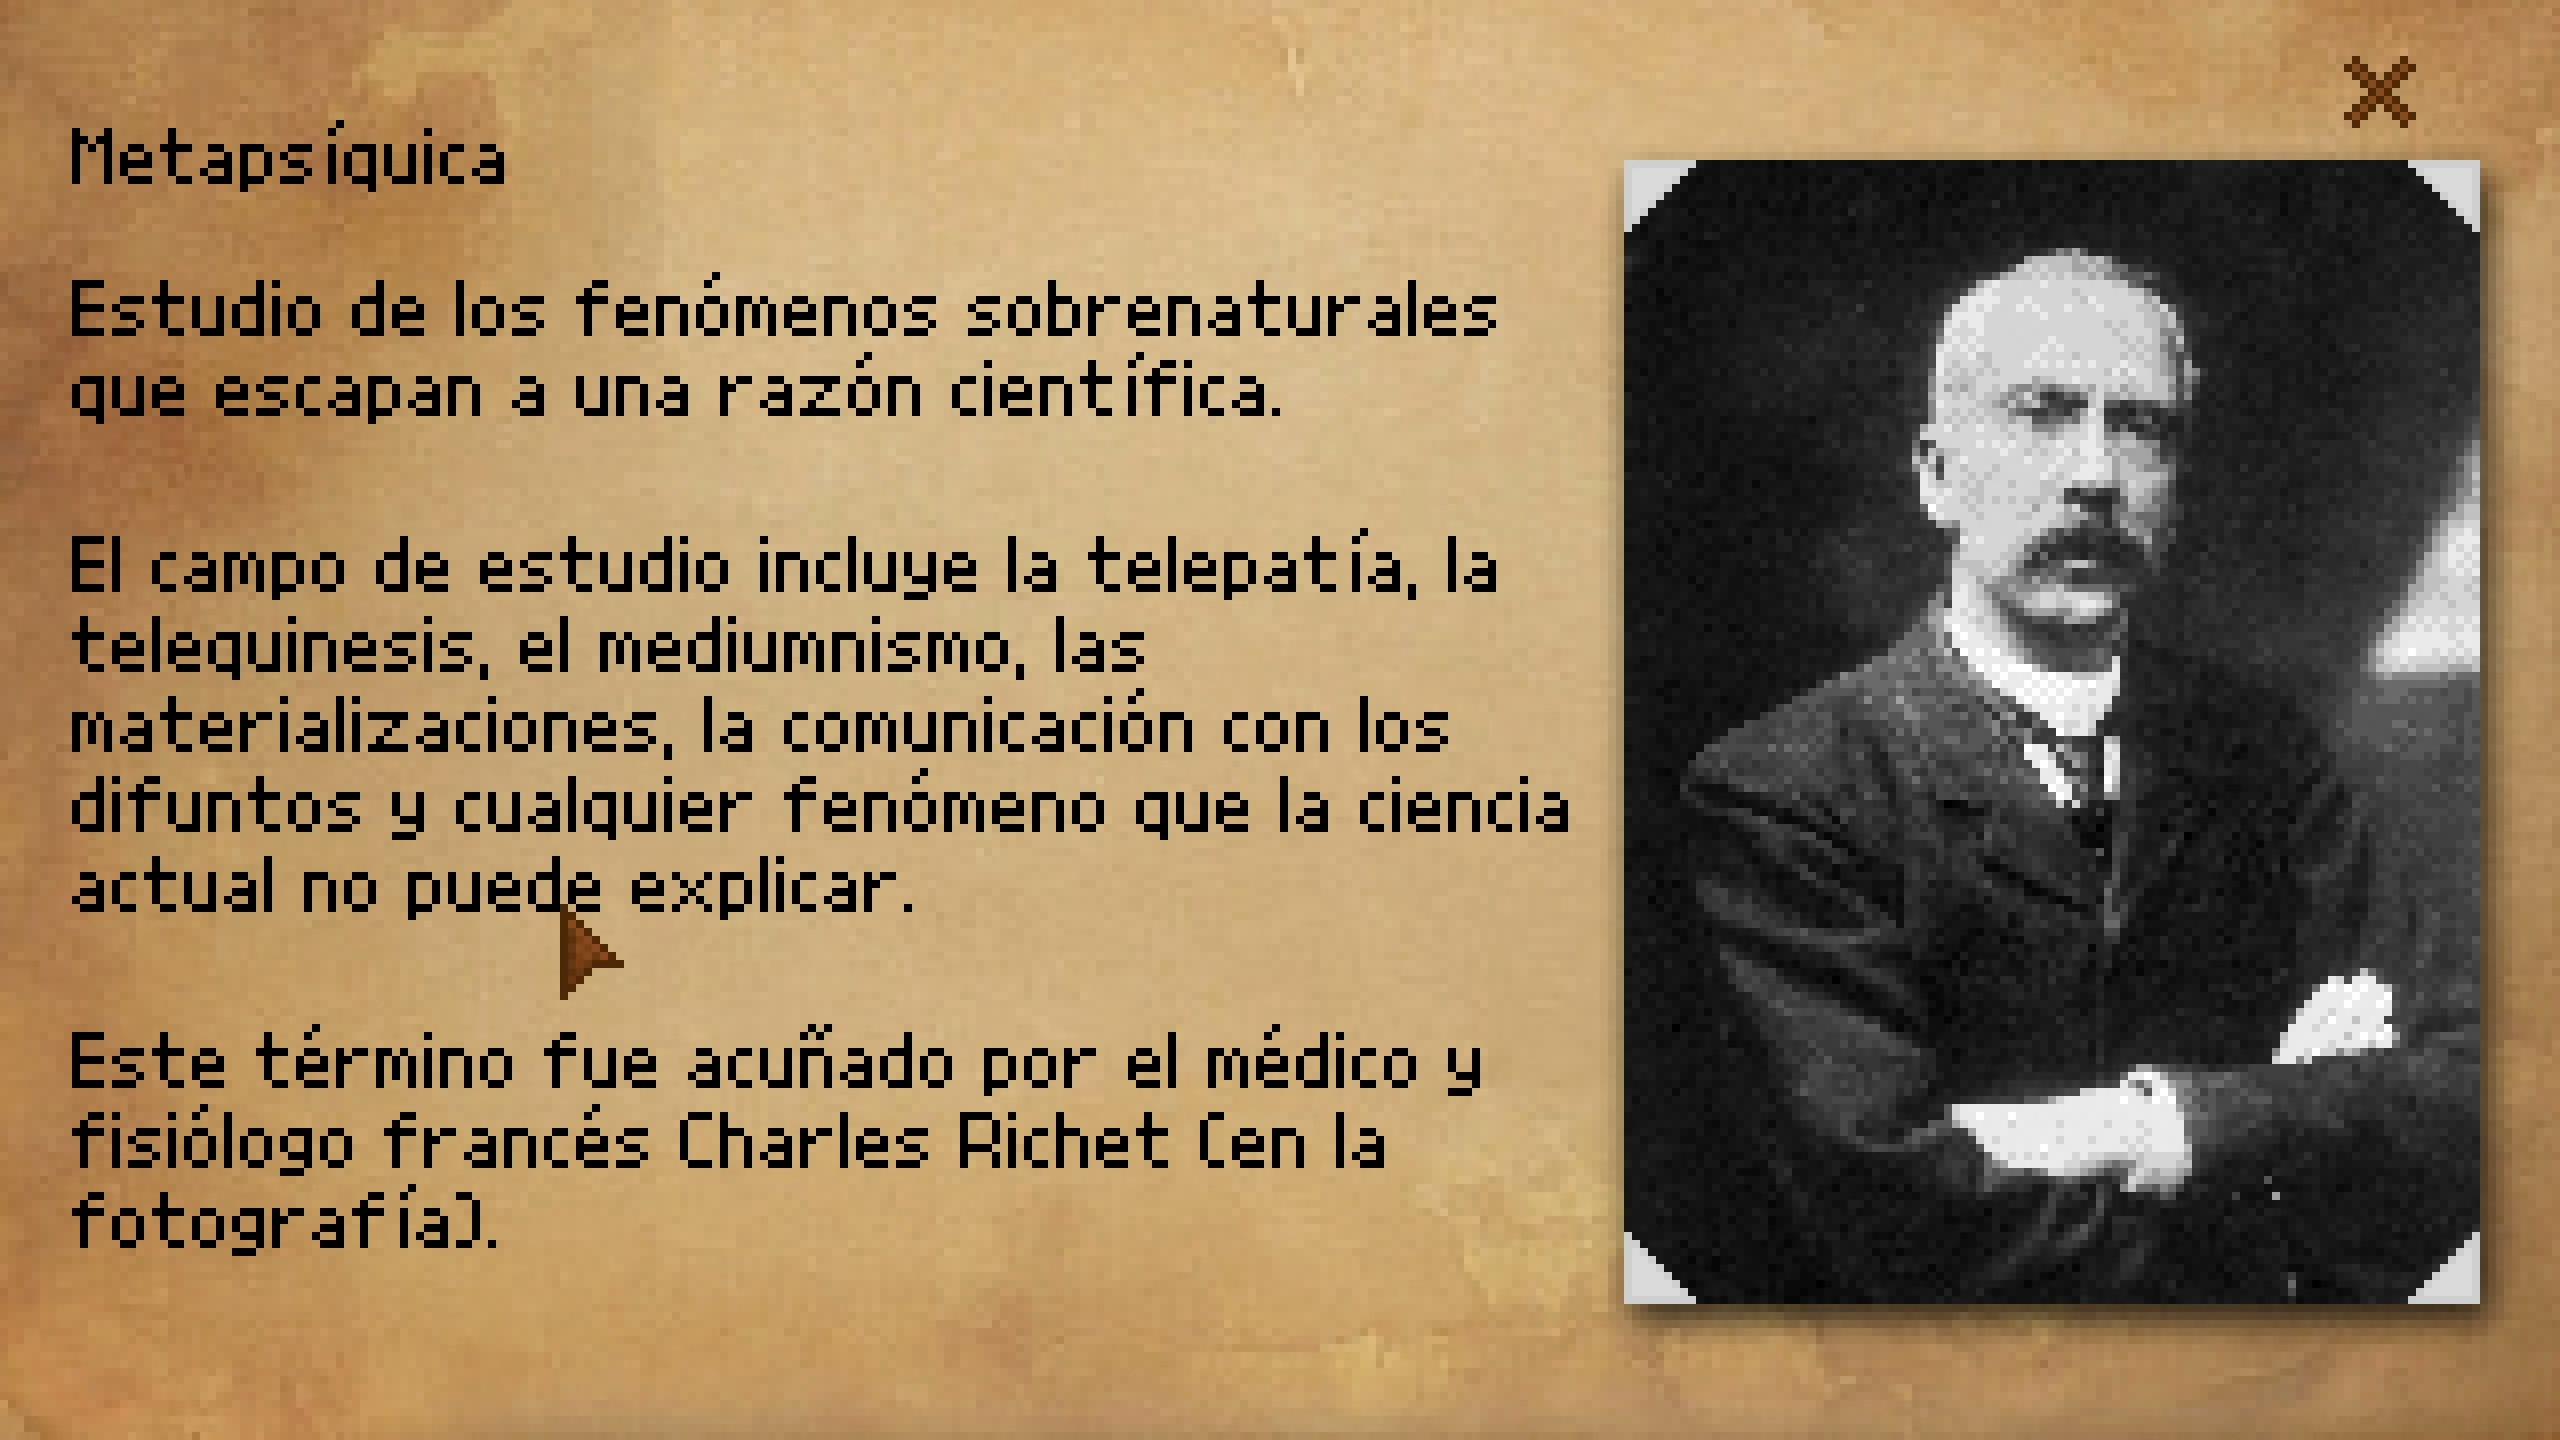 Metapsíquica
Estudio de los fenómenos sobrenaturales
que escapan a una razón científica.
El campo de estudio incluye la telepatía, la
telequinesis, el mediumnismo, las
materializaciones, la comunicación con los
difuntos y cualquier fenómeno que la ciencia
actual no puede explicar.
Este término fue acuñado por el médico y
fisiólogo francés Charles Richet (en la
fotografía).